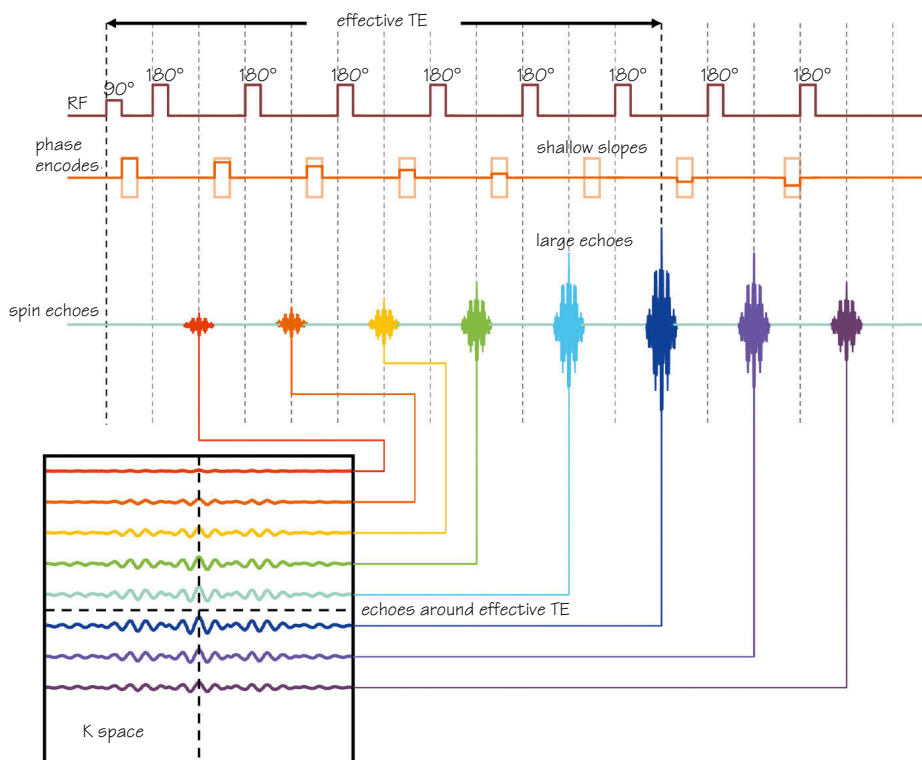 effective TE
90° 180° 180° 180° 180° 180° 180° 180° 180°
RF
phase
encodes
shallow slopes
large echoes
spin echoes
echoes around effective TE
K space